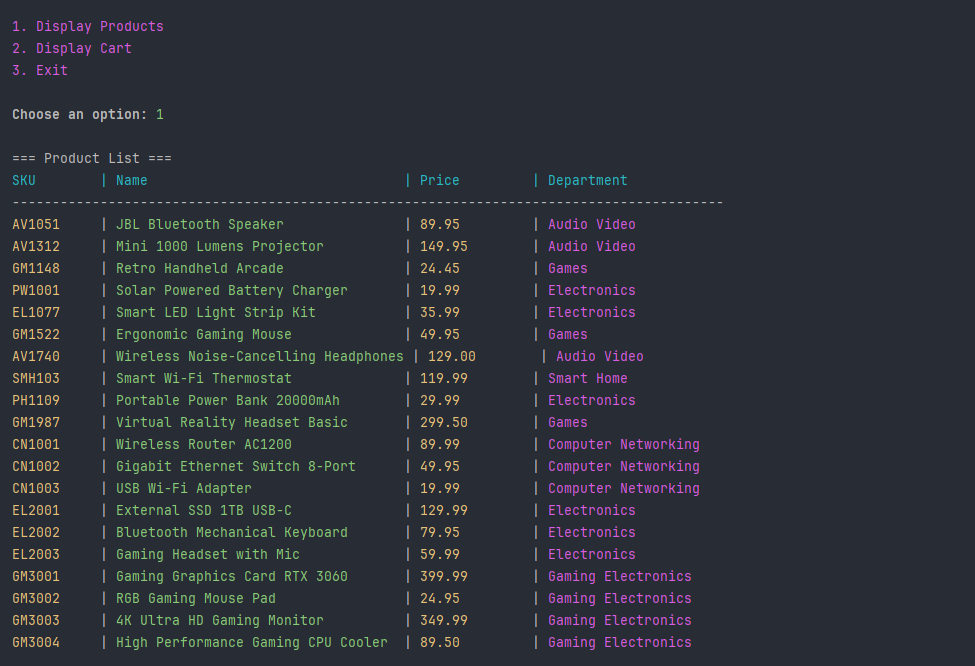 1. Display Products
2. Display Cart
3. Exit
Choose an option: 1
=== Product List ===
SKU | Name | Price | Department
-----------------------------------------------------------------------------------------
AV1051 | JBL Bluetooth Speaker | 89.95 | Audio Video
AV1312 | Mini 1000 Lumens Projector | 149.95 | Audio Video
GM1148 | Retro Handheld Arcade | 24.45 | Games
PW1001 | Solar Powered Battery Charger | 19.99 | Electronics
EL1077 | Smart LED Light Strip Kit | 35.99 | Electronics
GM1522 | Ergonomic Gaming Mouse | 49.95 | Games
AV1740 | Wireless Noise-Cancelling Headphones | 129.00 | Audio Video
SMH103 | Smart Wi-Fi Thermostat | 119.99 | Smart Home
PH1109 | Portable Power Bank 20000mAh | 29.99 | Electronics
GM1987 | Virtual Reality Headset Basic | 299.50 | Games
CN1001 | Wireless Router AC1200 | 89.99 | Computer Networking
CN1002 | Gigabit Ethernet Switch 8-Port | 49.95 | Computer Networking
CN1003 | USB Wi-Fi Adapter | 19.99 | Computer Networking
EL2001 | External SSD 1TB USB-C | 129.99 | Electronics
EL2002 | Bluetooth Mechanical Keyboard | 79.95 | Electronics
EL2003 | Gaming Headset with Mic | 59.99 | Electronics
GM3001 | Gaming Graphics Card RTX 3060 | 399.99 | Gaming Electronics
GM3002 | RGB Gaming Mouse Pad | 24.95 | Gaming Electronics
GM3003 | 4K Ultra HD Gaming Monitor | 349.99 | Gaming Electronics
GM3004 | High Performance Gaming CPU Cooler | 89.50 | Gaming Electronics